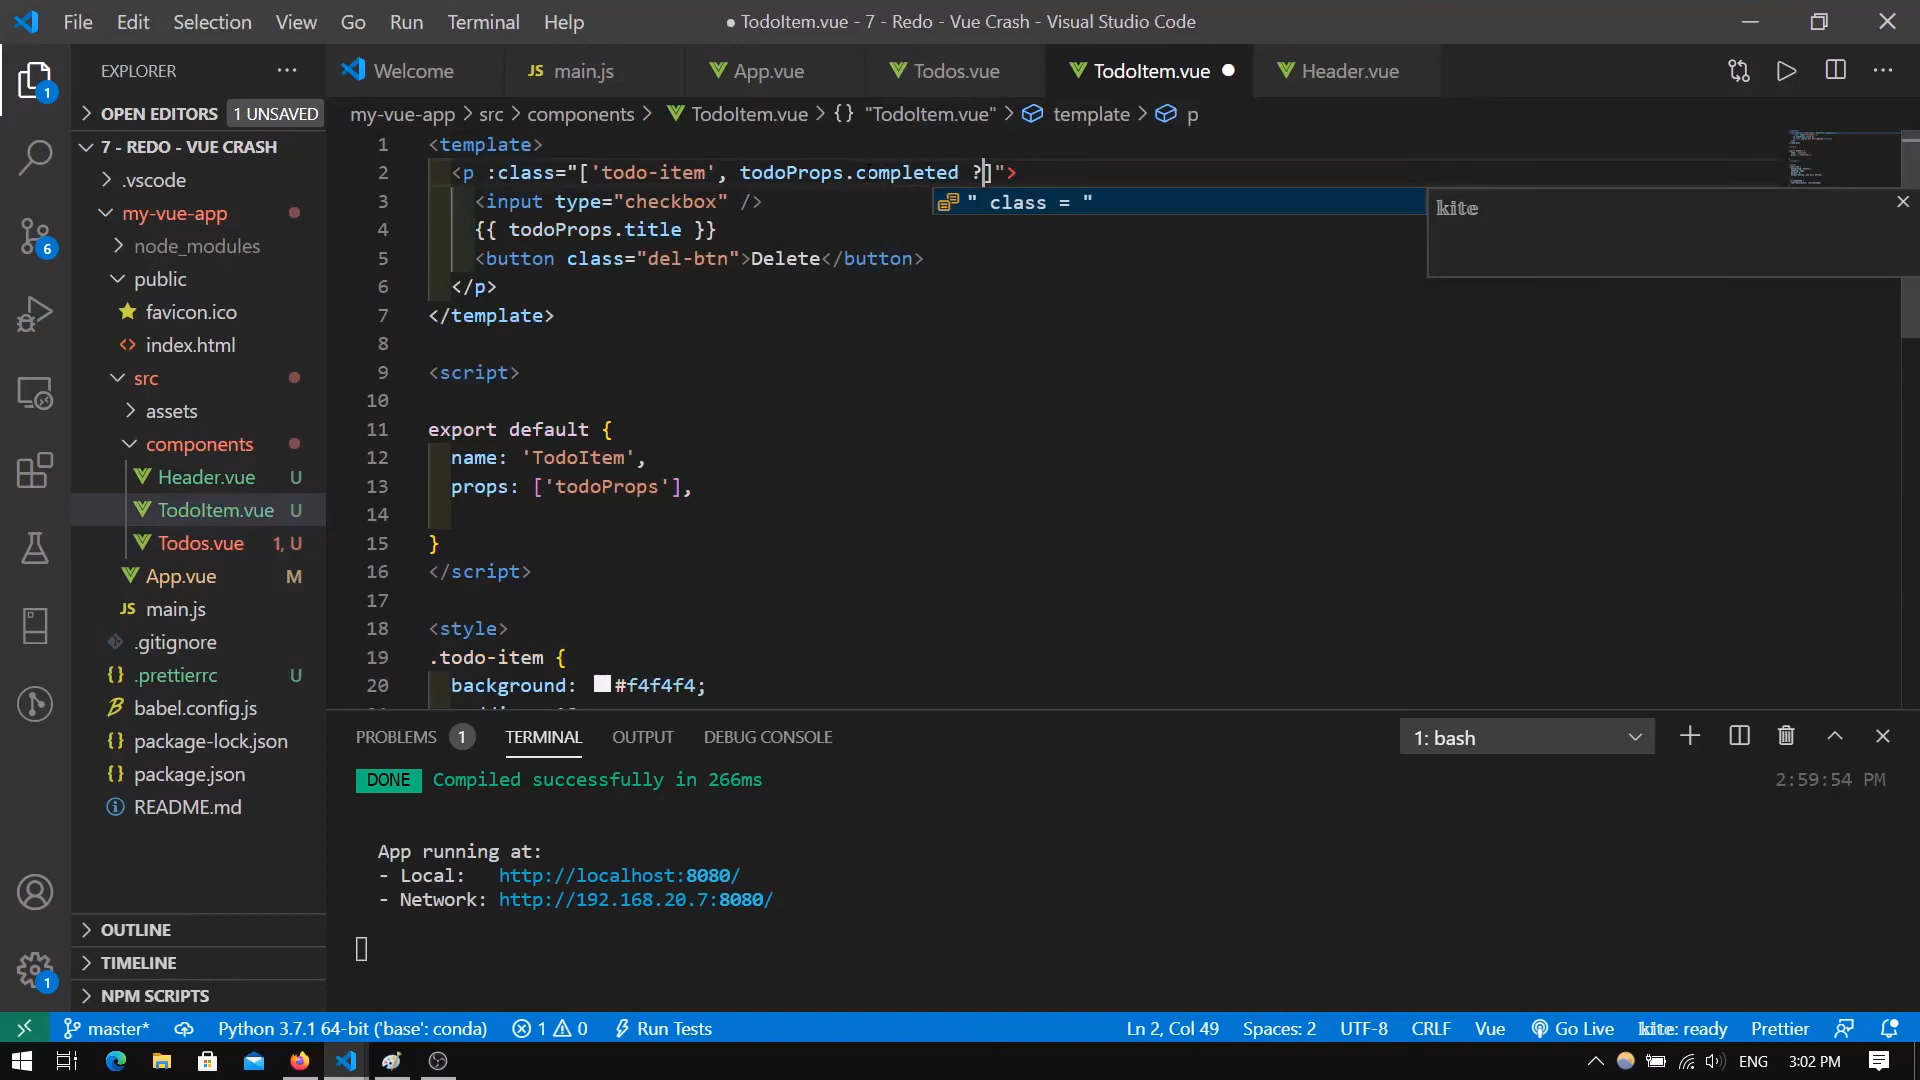 File Edit Selection View Go Run Terminal Help
● TodoItem.vue - 7 - Redo - Vue Crash - Visual Studio Code
EXPLORER
OPEN EDITORS 1 UNSAVED
7 - REDO - VUE CRASH
.vscode
my-vue-app
node_modules
public
favicon.ico
index.html
src
assets
components
Header.vue U
TodoItem.vue U
Todos.vue 1, U
App.vue M
JS main.js
.gitignore
{} .prettierrc U
babel.config.js
{} package-lock.json
{} package.json
README.md
OUTLINE
TIMELINE
NPM SCRIPTS
1
6
1
Welcome
JS main.js
App.vue
Todos.vue
TodoItem.vue ●
Header.vue
my-vue-app > src > components > TodoItem.vue > {} "TodoItem.vue" > template > p
1 <template>
2 <p :class="['todo-item', todoProps.completed ?]">
3 <input type="checkbox" />
4 {{ todoProps.title }}
5 <button class="del-btn">Delete</button>
6 </p>
7 </template>
8
9 <script>
10
11 export default {
12 name: 'TodoItem',
13 props: ['todoProps'],
14
15 }
16 </script>
17
18 <style>
19 .todo-item {
20 background: #f4f4f4;
" class = "
kite
PROBLEMS 1 TERMINAL OUTPUT DEBUG CONSOLE
1: bash
DONE Compiled successfully in 266ms
2:59:54 PM
App running at:
- Local: http://localhost:8080/
- Network: http://192.168.20.7:8080/
master* Python 3.7.1 64-bit ('base': conda) 1 0 Run Tests
Ln 2, Col 49 Spaces: 2 UTF-8 CRLF Vue Go Live kite: ready Prettier
ENG 3:02 PM